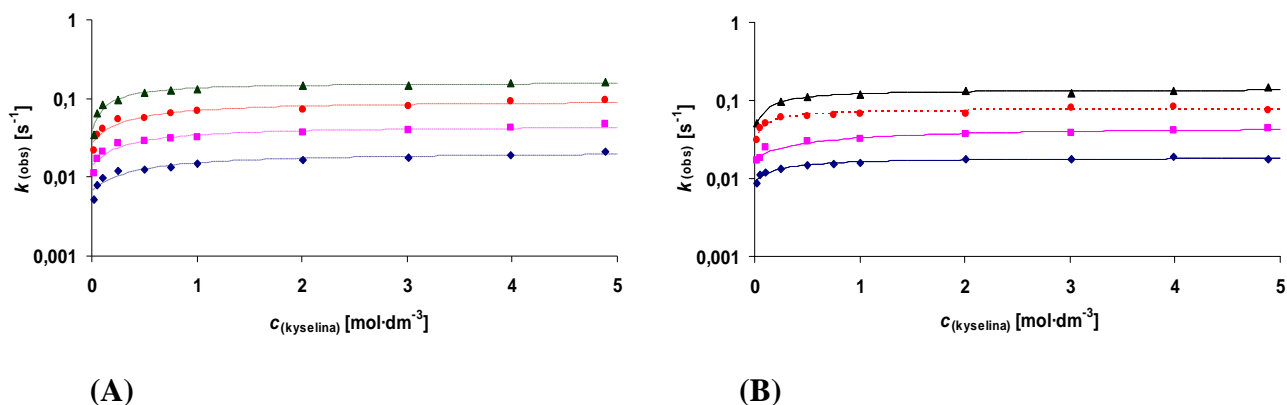 1
0,1
0,01
0,001
k (obs) [s⁻¹]
0 1 2 3 4 5
c (kyselina) [mol·dm⁻³]
(A)
1
0,1
0,01
0,001
k (obs) [s⁻¹]
0 1 2 3 4 5
c (kyselina) [mol·dm⁻³]
(B)